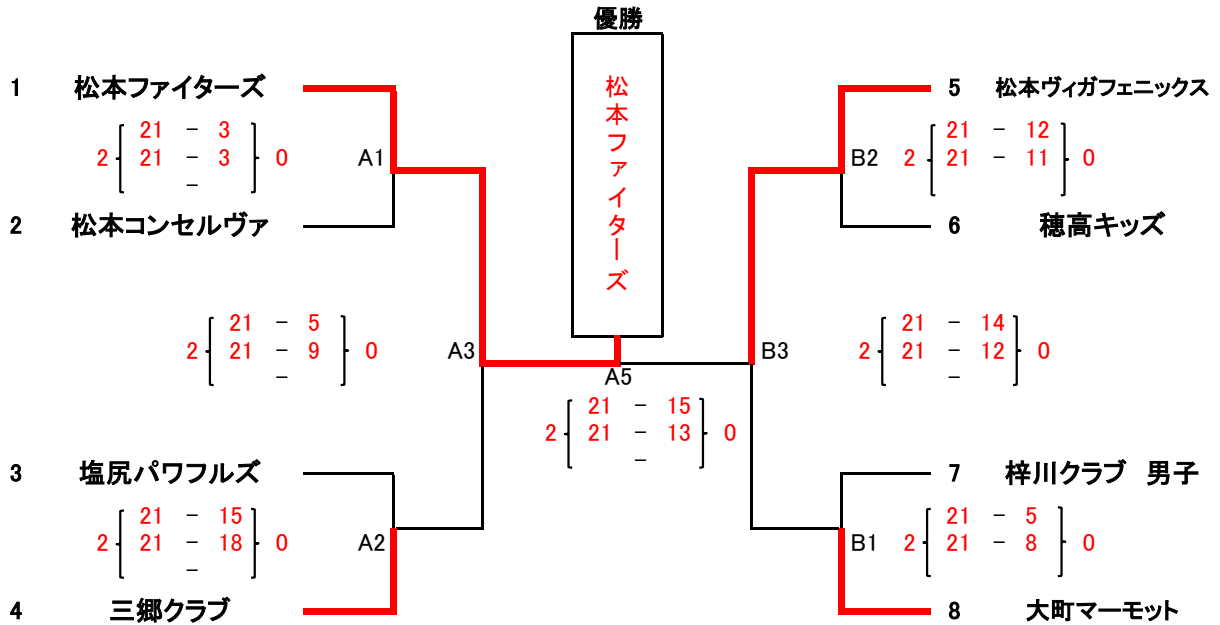 優勝
松本ファイターズ
1 松本ファイターズ
21 - 3
2 21 - 3 0
-
A1
2 松本コンセルヴァ
21 - 5
2 21 - 9 0
-
A3
3 塩尻パワフルズ
21 - 15
2 21 - 18 0
-
A2
4 三郷クラブ
A5
21 - 15
2 21 - 13 0
-
5 松本ヴィガフェニックス
21 - 12
B2 2 21 - 11 0
6 穂高キッズ
21 - 14
B3 2 21 - 12 0
-
7 梓川クラブ 男子
21 - 5
B1 2 21 - 8 0
8 大町マーモット